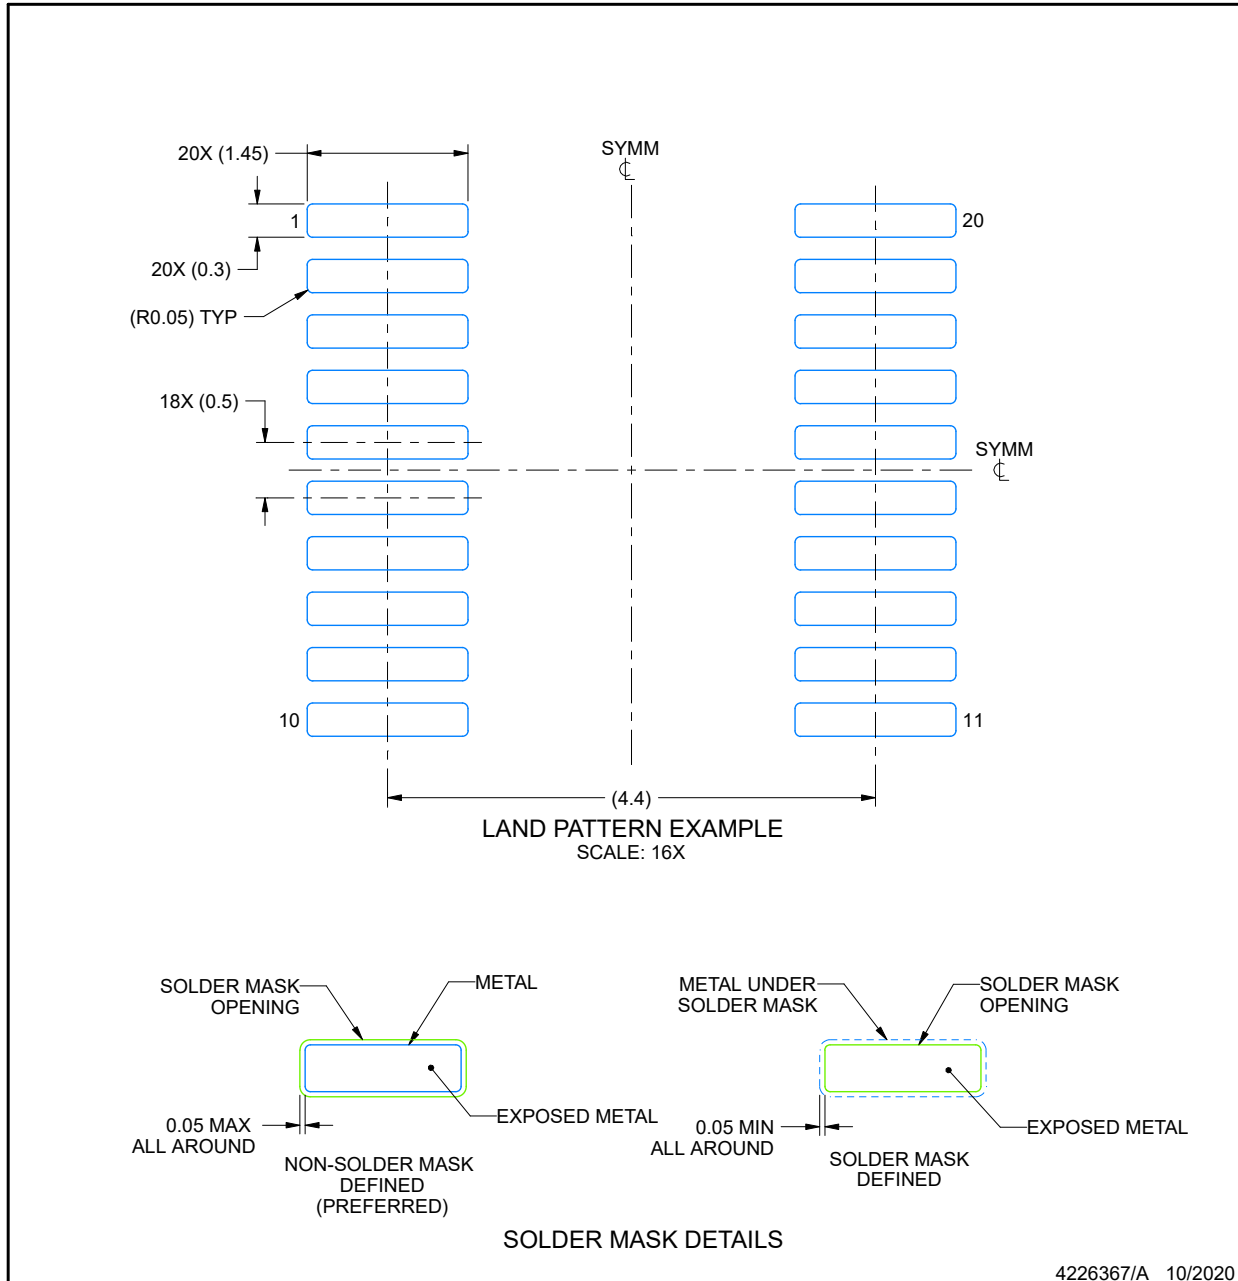 SYMM
℄
20X (1.45)
1
20
20X (0.3)
(R0.05) TYP
18X (0.5)
SYMM
℄
10
11
(4.4)
LAND PATTERN EXAMPLE
SCALE: 16X
SOLDER MASK
OPENING
METAL
EXPOSED METAL
0.05 MAX
ALL AROUND
NON-SOLDER MASK
DEFINED
(PREFERRED)
METAL UNDER
SOLDER MASK
SOLDER MASK
OPENING
EXPOSED METAL
0.05 MIN
ALL AROUND
SOLDER MASK
DEFINED
SOLDER MASK DETAILS
4226367/A 10/2020